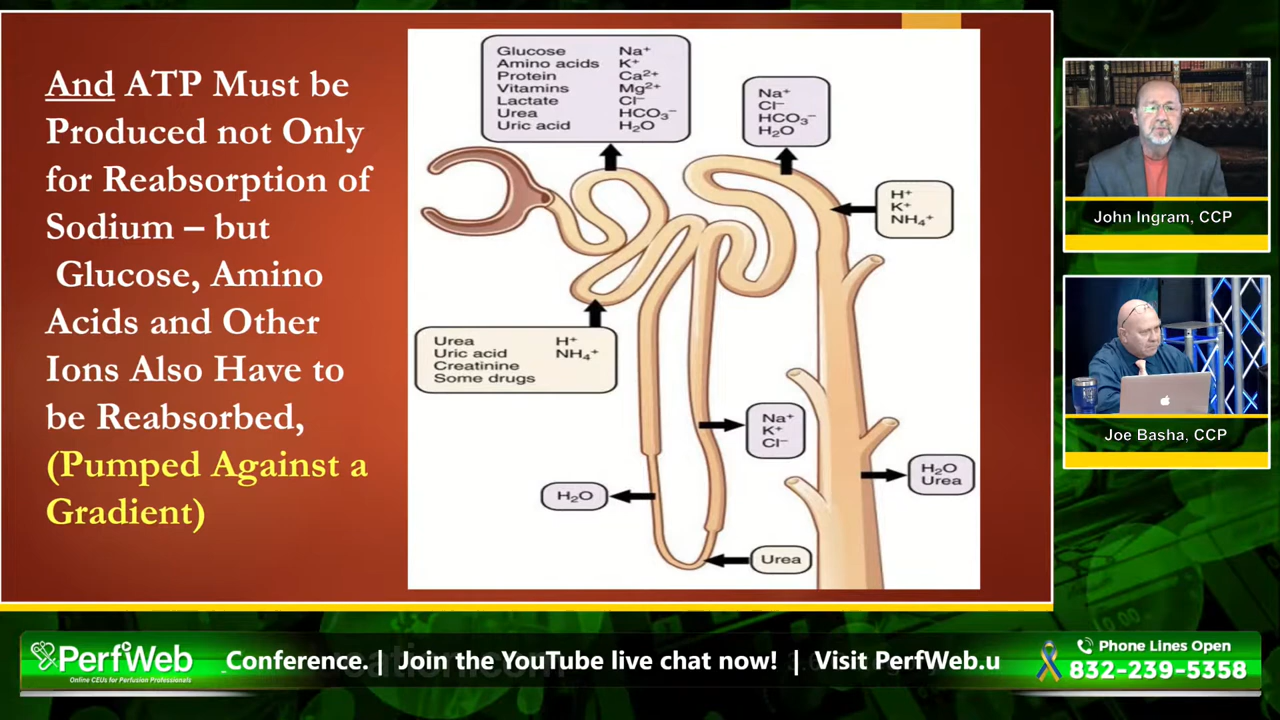 And ATP Must be
Produced not Only
for Reabsorption of
Sodium – but
Glucose, Amino
Acids and Other
Ions Also Have to
be Reabsorbed,
(Pumped Against a
Gradient)
Glucose Na⁺
Amino acids K⁺
Protein Ca²⁺
Vitamins Mg²⁺
Lactate Cl⁻
Urea HCO₃⁻
Uric acid H₂O
Na⁺
Cl⁻
HCO₃⁻
H₂O
H⁺
K⁺
NH₄⁺
Urea H⁺
Uric acid NH₄⁺
Creatinine
Some drugs
Na⁺
K⁺
Cl⁻
H₂O
H₂O
Urea
Urea
John Ingram, CCP
Joe Basha, CCP
PerfWeb
Online CEUs for Perfusion Professionals
Conference. | Join the YouTube live chat now! | Visit PerfWeb.u
Phone Lines Open
832-239-5358